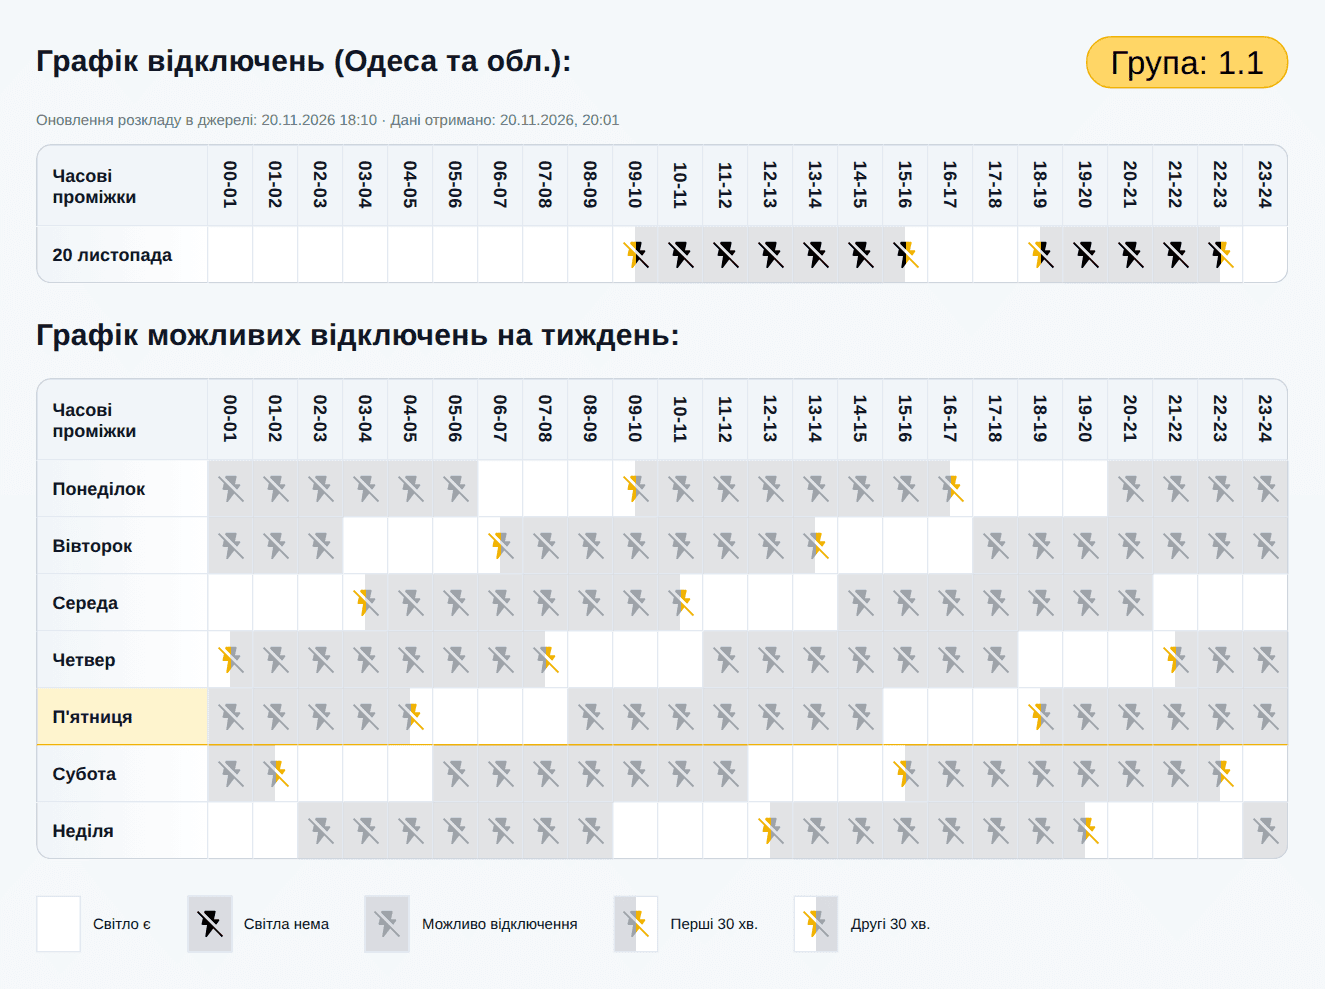 Графік відключень (Одеса та обл.):
Група: 1.1
Оновлення розкладу в джерелі: 20.11.2026 18:10 · Дані отримано: 20.11.2026, 20:01
Часові проміжки 00-01 01-02 02-03 03-04 04-05 05-06 06-07 07-08 08-09 09-10 10-11 11-12 12-13 13-14 14-15 15-16 16-17 17-18 18-19 19-20 20-21 21-22 22-23 23-24
20 листопада
Графік можливих відключень на тиждень:
Часові проміжки 00-01 01-02 02-03 03-04 04-05 05-06 06-07 07-08 08-09 09-10 10-11 11-12 12-13 13-14 14-15 15-16 16-17 17-18 18-19 19-20 20-21 21-22 22-23 23-24
Понеділок
Вівторок
Середа
Четвер
П'ятниця
Субота
Неділя
Світло є Світла нема Можливо відключення Перші 30 хв. Другі 30 хв.